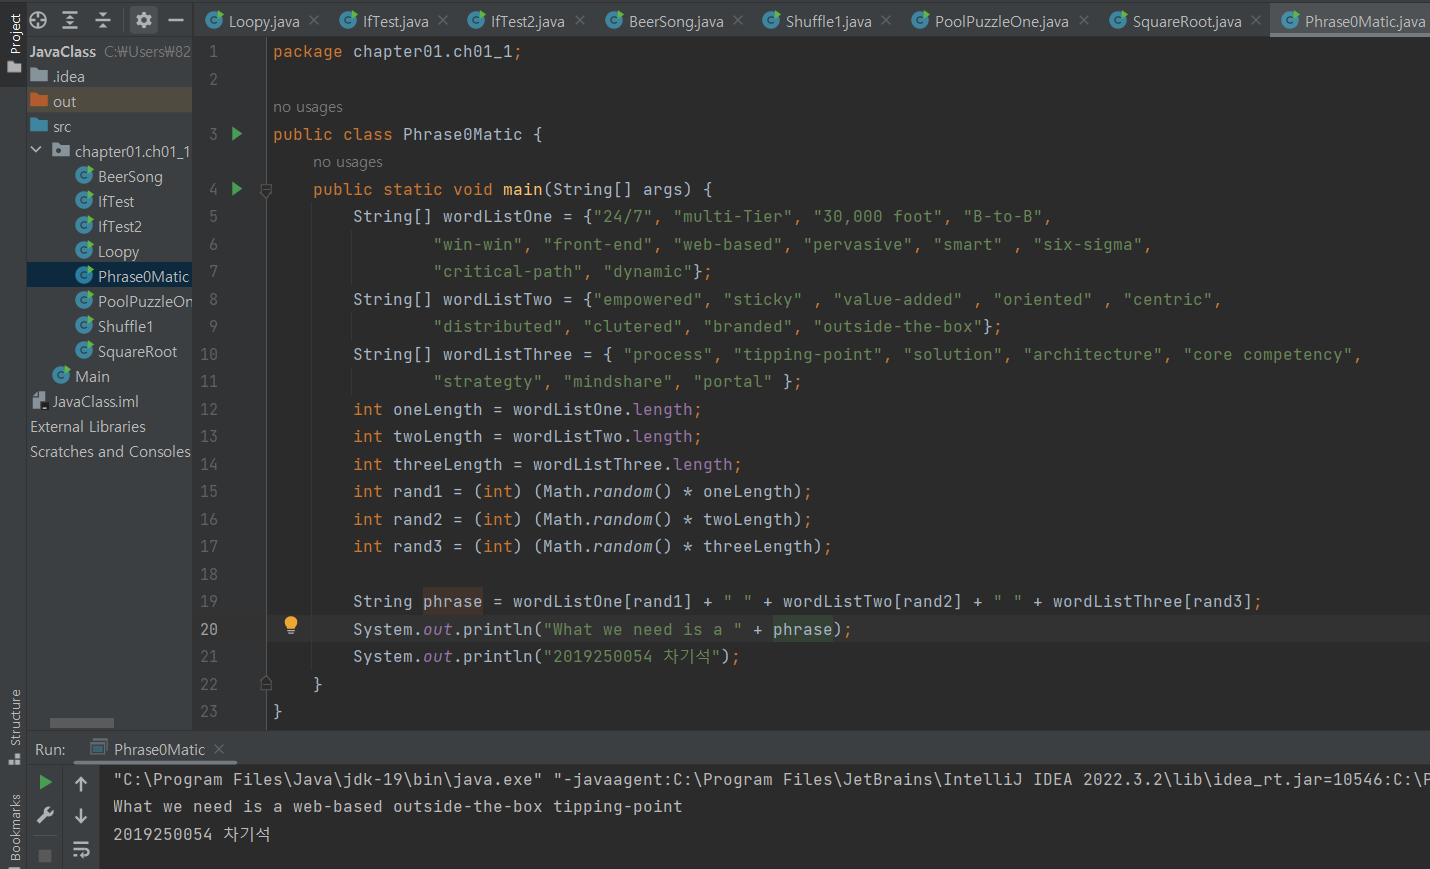 Project
Loopy.java IfTest.java IfTest2.java BeerSong.java Shuffle1.java PoolPuzzleOne.java SquareRoot.java Phrase0Matic.java
JavaClass C:₩Users₩82
.idea
out
src
chapter01.ch01_1
BeerSong
IfTest
IfTest2
Loopy
Phrase0Matic
PoolPuzzleOn
Shuffle1
SquareRoot
Main
JavaClass.iml
External Libraries
Scratches and Consoles
1 package chapter01.ch01_1;
2
no usages
3 public class Phrase0Matic {
no usages
4 public static void main(String[] args) {
5 String[] wordListOne = {"24/7", "multi-Tier", "30,000 foot", "B-to-B",
6 "win-win", "front-end", "web-based", "pervasive", "smart" , "six-sigma",
7 "critical-path", "dynamic"};
8 String[] wordListTwo = {"empowered", "sticky" , "value-added" , "oriented" , "centric",
9 "distributed", "clutered", "branded", "outside-the-box"};
10 String[] wordListThree = { "process", "tipping-point", "solution", "architecture", "core competency",
11 "strategty", "mindshare", "portal" };
12 int oneLength = wordListOne.length;
13 int twoLength = wordListTwo.length;
14 int threeLength = wordListThree.length;
15 int rand1 = (int) (Math.random() * oneLength);
16 int rand2 = (int) (Math.random() * twoLength);
17 int rand3 = (int) (Math.random() * threeLength);
18
19 String phrase = wordListOne[rand1] + " " + wordListTwo[rand2] + " " + wordListThree[rand3];
20 System.out.println("What we need is a " + phrase);
21 System.out.println("2019250054 차기석");
22 }
23 }
Structure
Bookmarks
Run: Phrase0Matic
"C:\Program Files\Java\jdk-19\bin\java.exe" "-javaagent:C:\Program Files\JetBrains\IntelliJ IDEA 2022.3.2\lib\idea_rt.jar=10546:C:\P
What we need is a web-based outside-the-box tipping-point
2019250054 차기석